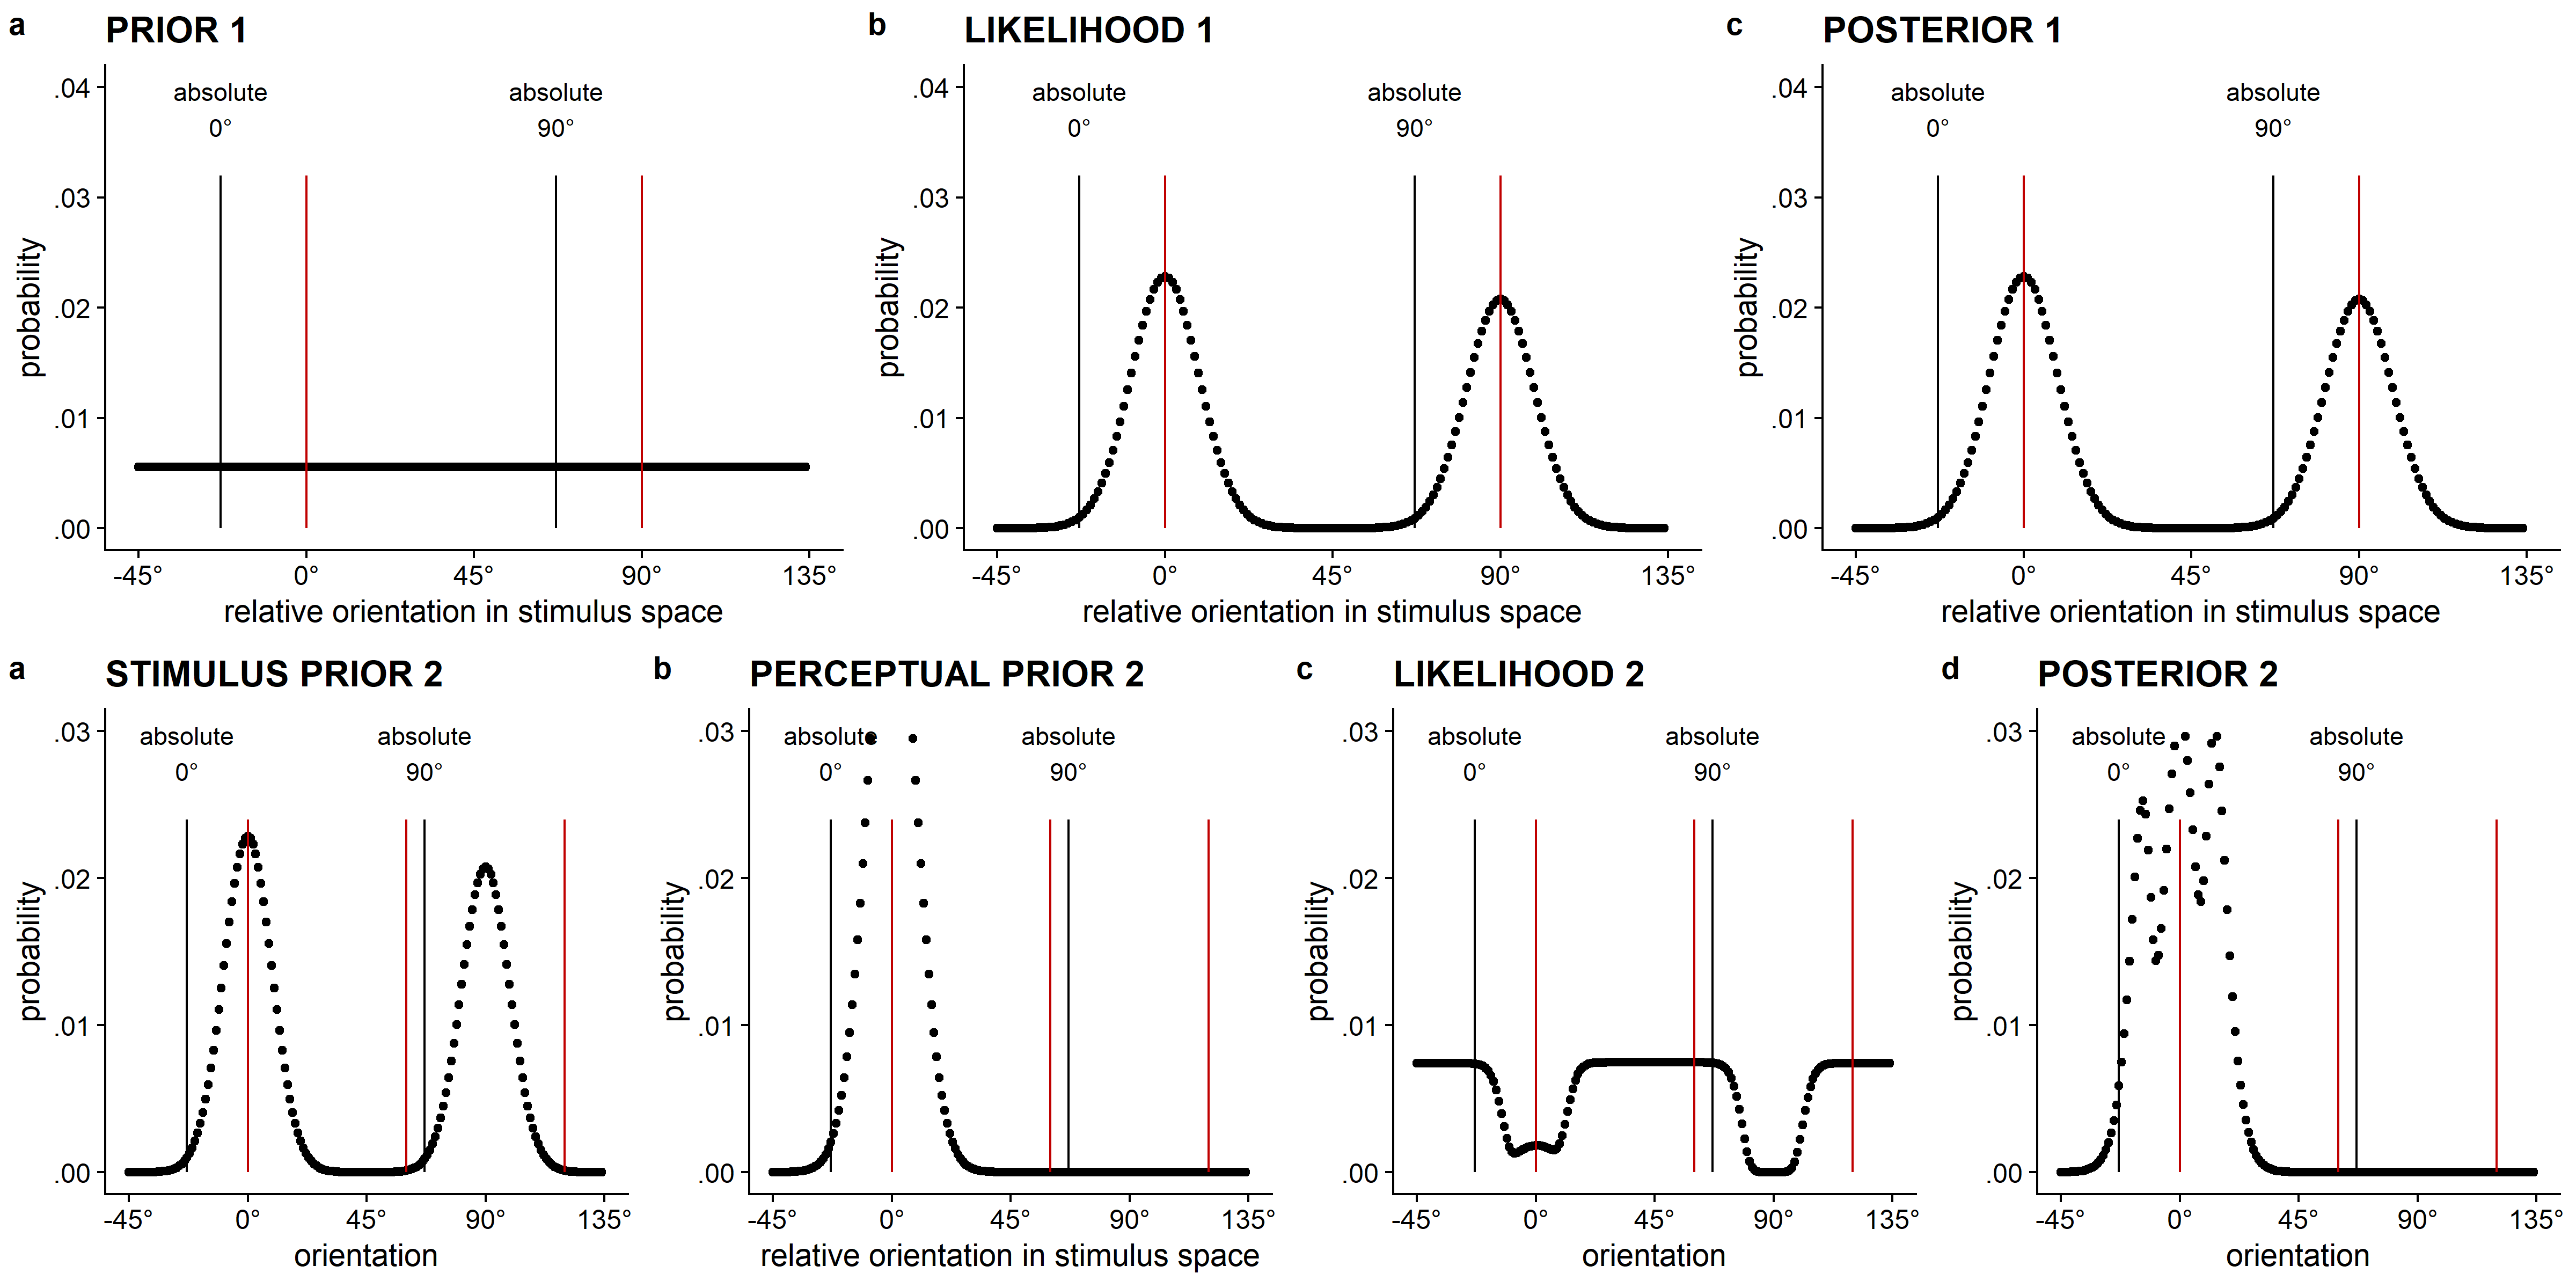 a PRIOR 1
absolute absolute
0° 90°
.04
.03
.02
.01
.00
probability
-45° 0° 45° 90° 135°
relative orientation in stimulus space
b LIKELIHOOD 1
absolute absolute
0° 90°
.04
.03
.02
.01
.00
probability
-45° 0° 45° 90° 135°
relative orientation in stimulus space
c POSTERIOR 1
absolute absolute
0° 90°
.04
.03
.02
.01
.00
probability
-45° 0° 45° 90° 135°
relative orientation in stimulus space
a STIMULUS PRIOR 2
absolute absolute
0° 90°
.03
.02
.01
.00
probability
-45° 0° 45° 90° 135°
orientation
b PERCEPTUAL PRIOR 2
absolute absolute
0° 90°
.03
.02
.01
.00
probability
-45° 0° 45° 90° 135°
relative orientation in stimulus space
c LIKELIHOOD 2
absolute absolute
0° 90°
.03
.02
.01
.00
probability
-45° 0° 45° 90° 135°
orientation
d POSTERIOR 2
absolute absolute
0° 90°
.03
.02
.01
.00
probability
-45° 0° 45° 90° 135°
orientation